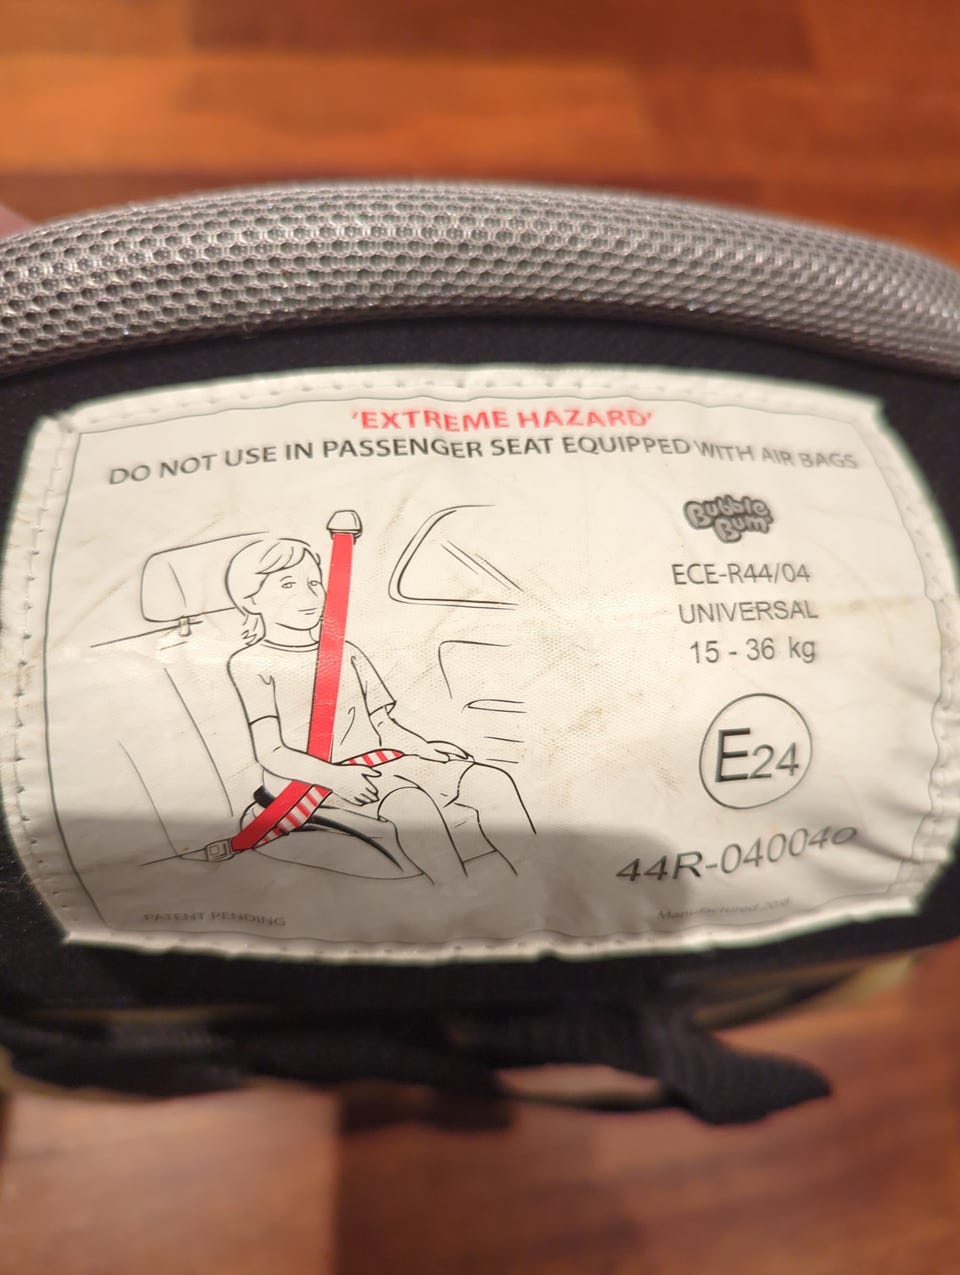 'EXTREME HAZARD'
DO NOT USE IN PASSENGER SEAT EQUIPPED WITH AIR BAGS
Bubble
Bum
ECE-R44/04
UNIVERSAL
15 - 36 kg
E24
44R-040040
PATENT PENDING
Manufactured